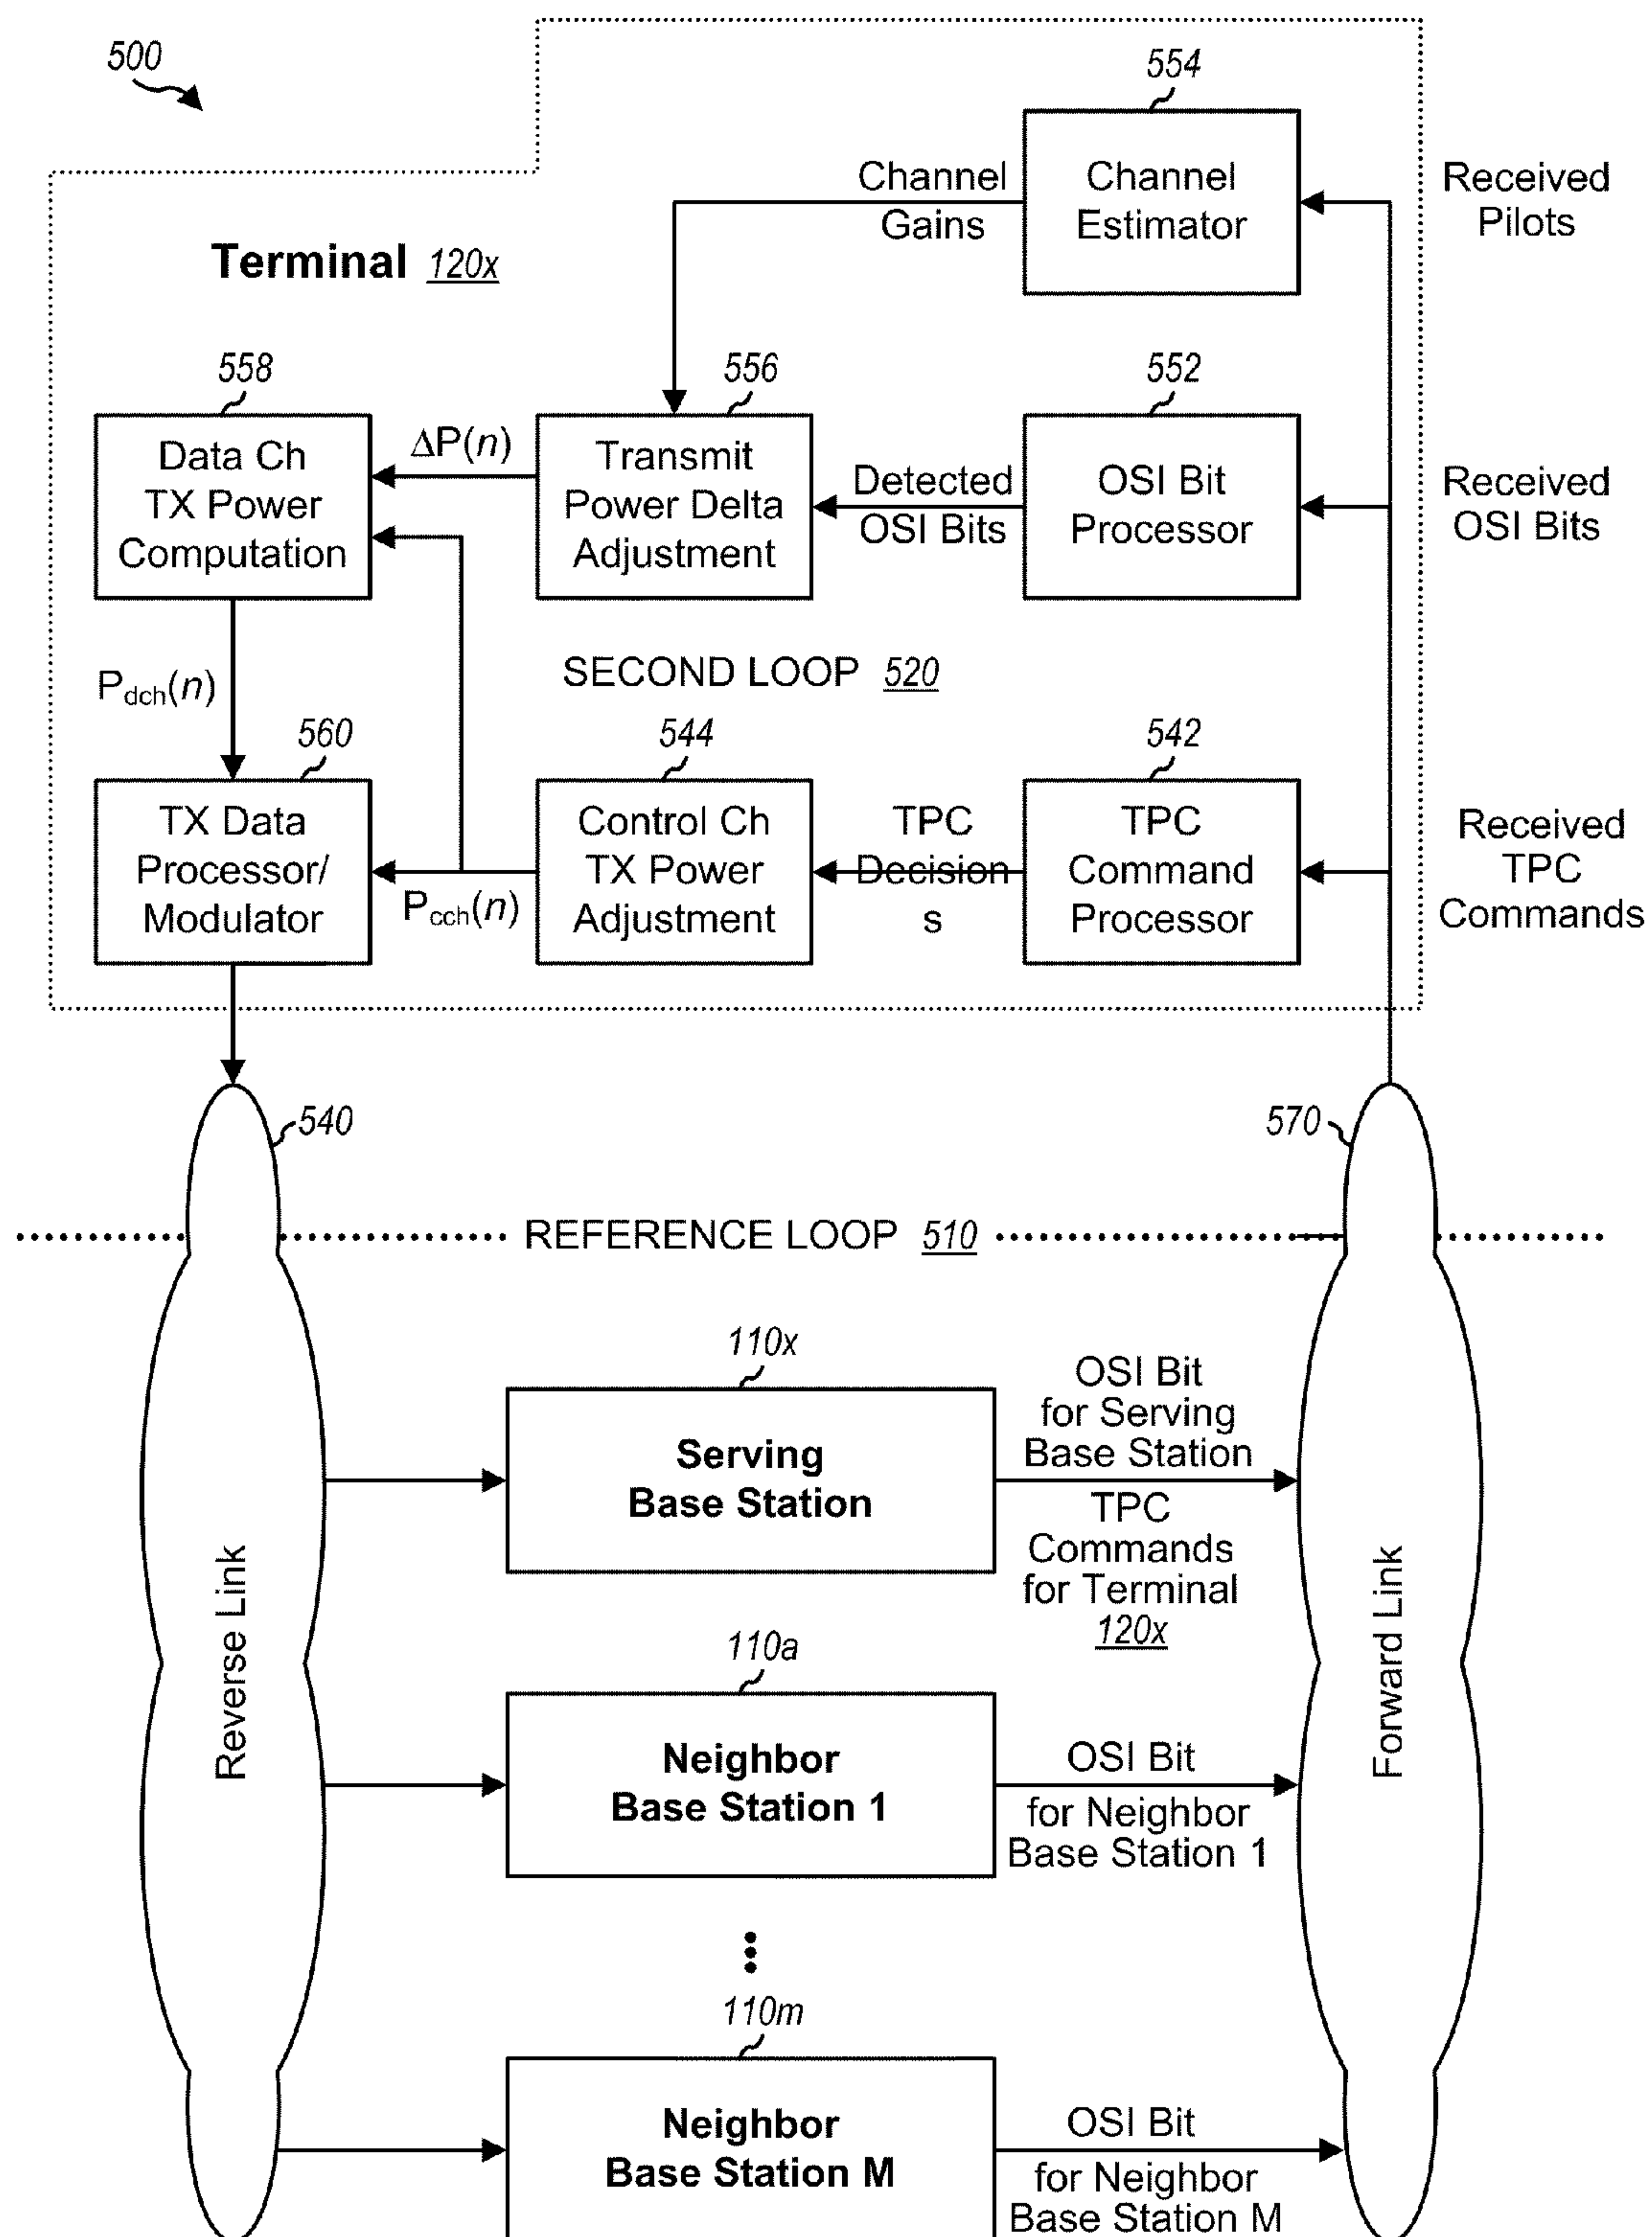 500
554
Channel
Gains
Channel
Estimator
Received
Pilots
Terminal 120x
558
556
552
Data Ch
TX Power
Computation
ΔP(n)
Transmit
Power Delta
Adjustment
Detected
OSI Bits
OSI Bit
Processor
Received
OSI Bits
SECOND LOOP 520
Pdch(n)
560
544
542
TX Data
Processor/
Modulator
Pcch(n)
Control Ch
TX Power
Adjustment
TPC
Decision
s
TPC
Command
Processor
Received
TPC
Commands
540
570
REFERENCE LOOP 510
110x
Serving
Base Station
OSI Bit
for Serving
Base Station
TPC
Commands
for Terminal
120x
Reverse Link
Forward Link
110a
Neighbor
Base Station 1
OSI Bit
for Neighbor
Base Station 1
110m
Neighbor
Base Station M
OSI Bit
for Neighbor
Base Station M